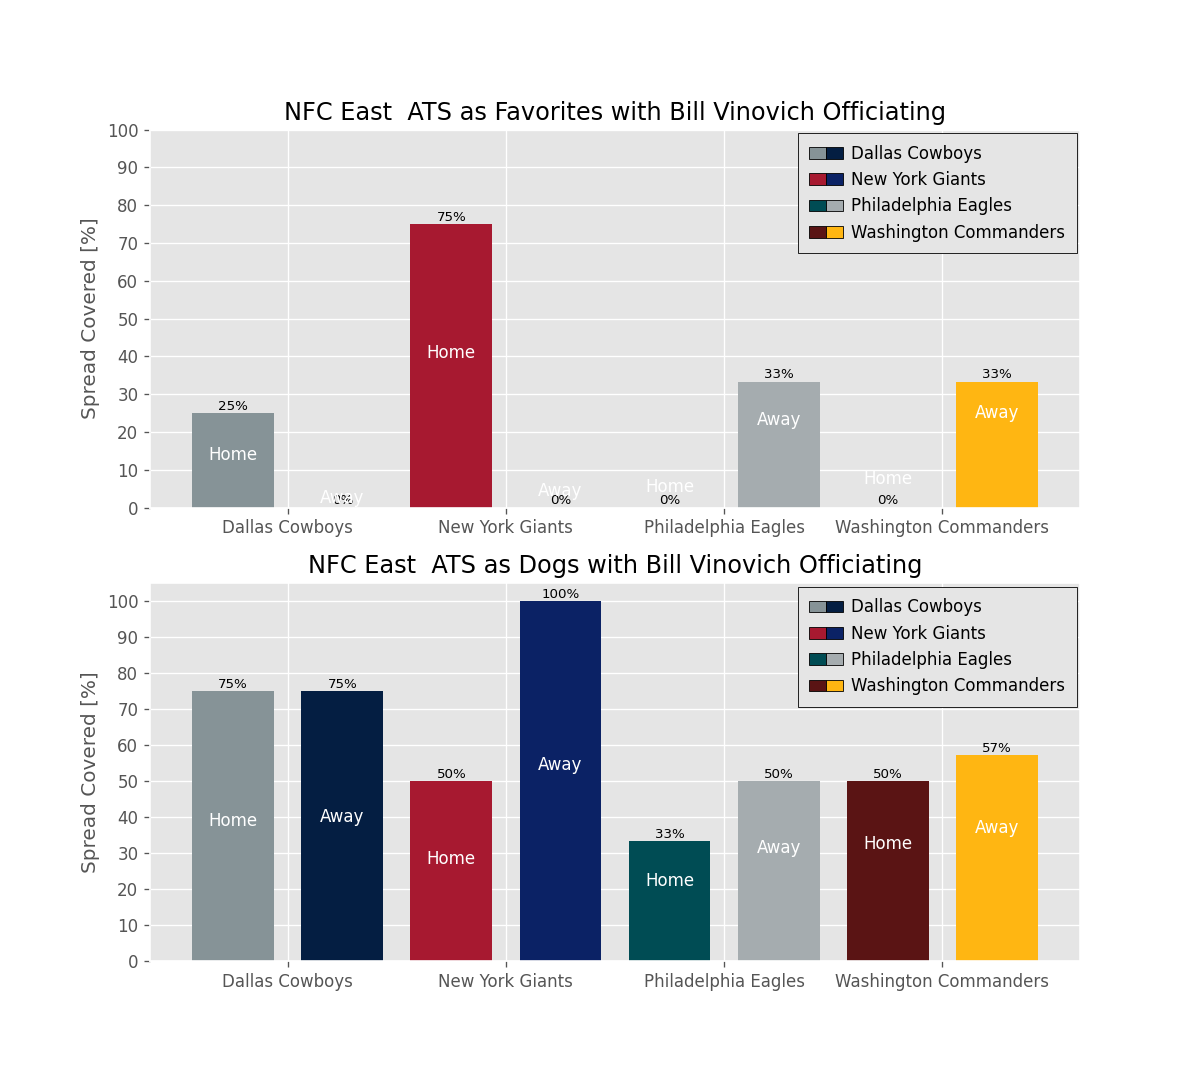 NFC East  ATS as Favorites with Bill Vinovich Officiating
Spread Covered [%]
100
90
80
70
60
50
40
30
20
10
0
Dallas Cowboys
New York Giants
Philadelphia Eagles
Washington Commanders
25%
Home
0%
Away
75%
Home
0%
Away
0%
Home
33%
Away
0%
Home
33%
Away
Dallas Cowboys
New York Giants
Philadelphia Eagles
Washington Commanders
NFC East  ATS as Dogs with Bill Vinovich Officiating
Spread Covered [%]
100
90
80
70
60
50
40
30
20
10
0
Dallas Cowboys
New York Giants
Philadelphia Eagles
Washington Commanders
75%
Home
75%
Away
50%
Home
100%
Away
33%
Home
50%
Away
50%
Home
57%
Away
Dallas Cowboys
New York Giants
Philadelphia Eagles
Washington Commanders